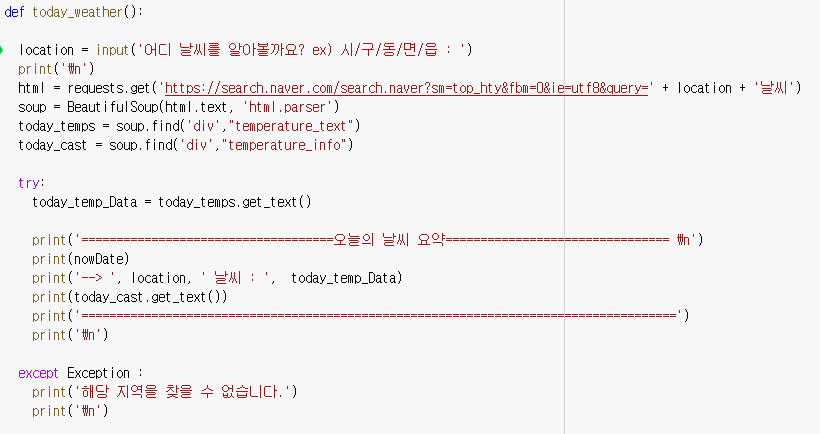 def today_weather():
location = input('어디 날씨를 알아볼까요? ex) 시/구/동/면/읍 : ')
print('₩n')
html = requests.get('https://search.naver.com/search.naver?sm=top_hty&fbm=0&ie=utf8&query=' + location + '날씨')
soup = BeautifulSoup(html.text, 'html.parser')
today_temps = soup.find('div',"temperature_text")
today_cast = soup.find('div',"temperature_info")
try:
today_temp_Data = today_temps.get_text()
print('====================================오늘의 날씨 요약================================ ₩n')
print(nowDate)
print('--> ', location, ' 날씨 : ',  today_temp_Data)
print(today_cast.get_text())
print('=====================================================================================')
print('₩n')
except Exception :
print('해당 지역을 찾을 수 없습니다.')
print('₩n')